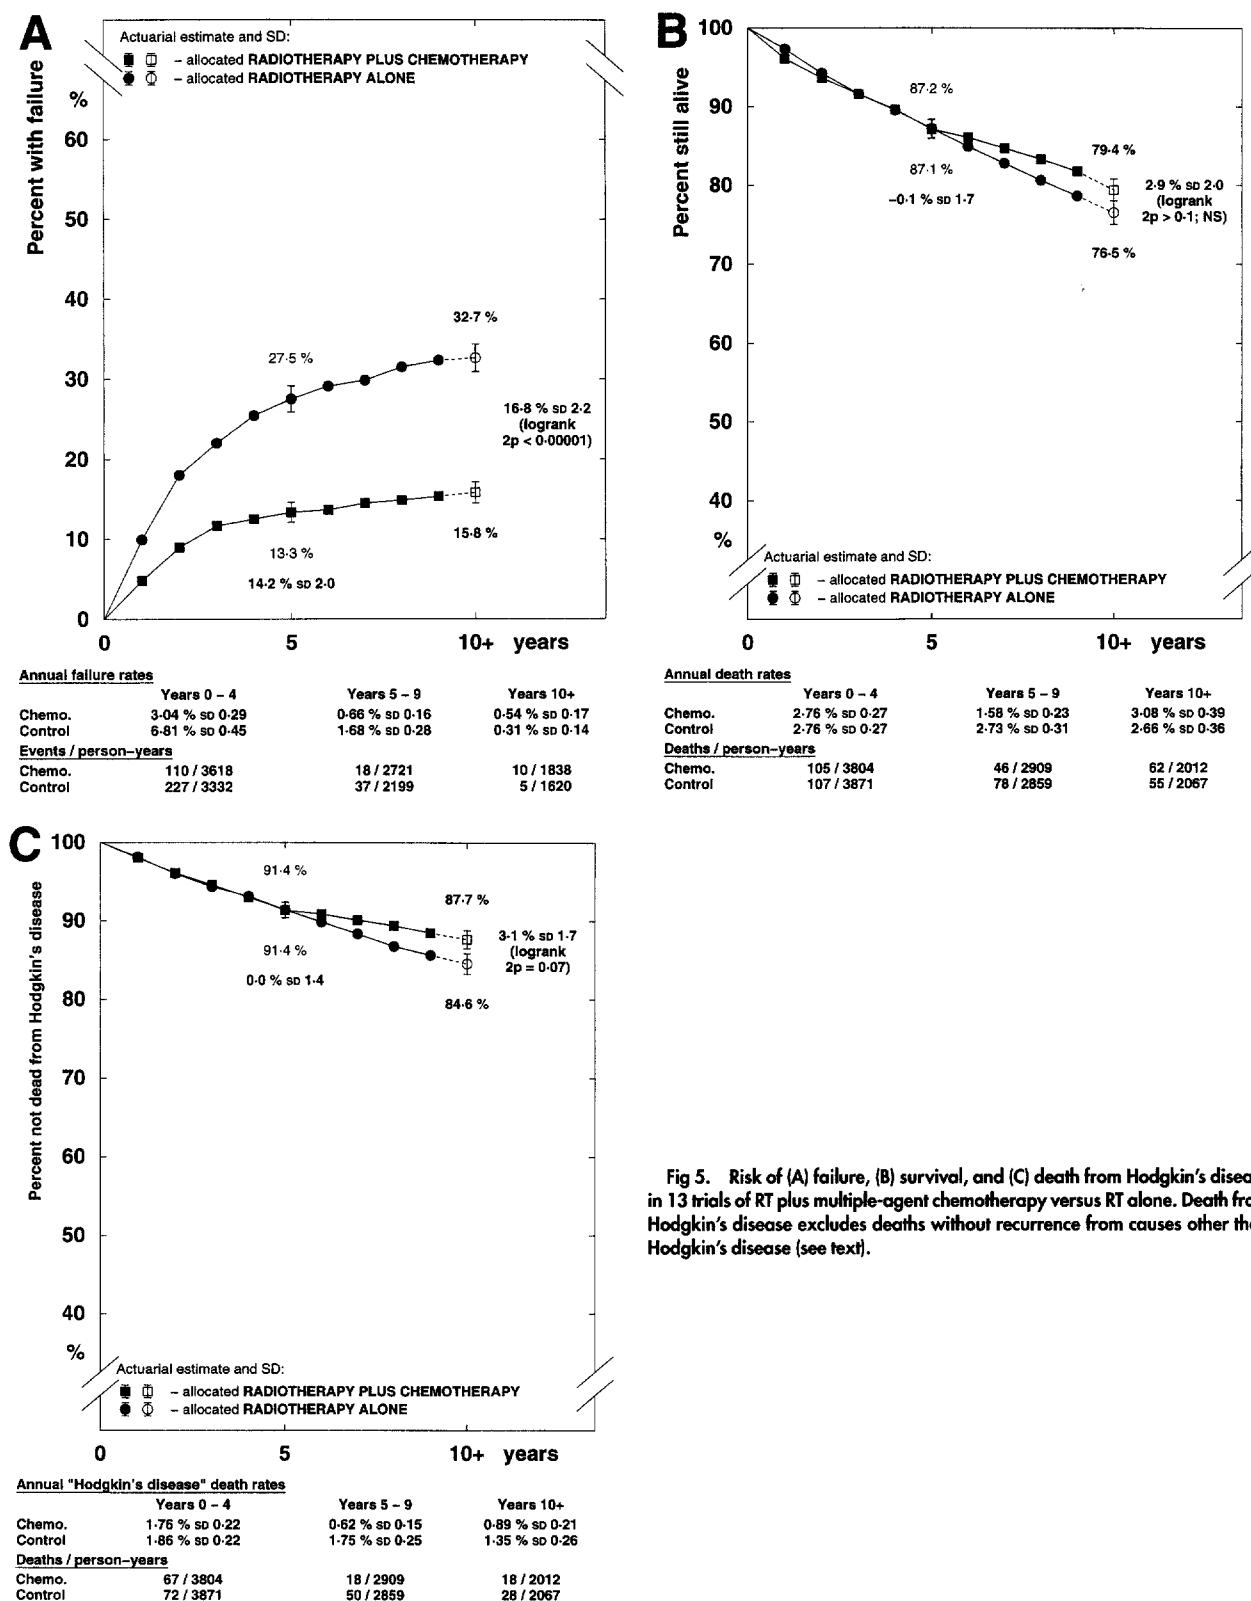 A
Actuarial estimate and SD:
– allocated RADIOTHERAPY PLUS CHEMOTHERAPY
– allocated RADIOTHERAPY ALONE
Percent with failure
%
60
50
40
30
20
10
0
32·7 %
27·5 %
16·8 % SD 2·2
(logrank
2p < 0·00001)
15·8 %
13·3 %
14·2 % SD 2·0
0 5 10+ years
Annual failure rates
Years 0 – 4 Years 5 – 9 Years 10+
Chemo. 3·04 % SD 0·29 0·66 % SD 0·16 0·54 % SD 0·17
Control 6·81 % SD 0·45 1·68 % SD 0·28 0·31 % SD 0·14
Events / person–years
Chemo. 110 / 3618 18 / 2721 10 / 1838
Control 227 / 3332 37 / 2199 5 / 1620
B
Percent still alive
100
90
80
70
60
50
40
%
87·2 %
79·4 %
87·1 %
–0·1 % SD 1·7
2·9 % SD 2·0
(logrank
2p > 0·1; NS)
76·5 %
Actuarial estimate and SD:
– allocated RADIOTHERAPY PLUS CHEMOTHERAPY
– allocated RADIOTHERAPY ALONE
0 5 10+ years
Annual death rates
Years 0 – 4 Years 5 – 9 Years 10+
Chemo. 2·76 % SD 0·27 1·58 % SD 0·23 3·08 % SD 0·39
Control 2·76 % SD 0·27 2·73 % SD 0·31 2·66 % SD 0·36
Deaths / person–years
Chemo. 105 / 3804 46 / 2909 62 / 2012
Control 107 / 3871 78 / 2859 55 / 2067
C
Percent not dead from Hodgkin's disease
100
90
80
70
60
50
40
%
91·4 %
87·7 %
91·4 %
0·0 % SD 1·4
3·1 % SD 1·7
(logrank
2p = 0·07)
84·6 %
Actuarial estimate and SD:
– allocated RADIOTHERAPY PLUS CHEMOTHERAPY
– allocated RADIOTHERAPY ALONE
0 5 10+ years
Annual "Hodgkin's disease" death rates
Years 0 – 4 Years 5 – 9 Years 10+
Chemo. 1·76 % SD 0·22 0·62 % SD 0·15 0·89 % SD 0·21
Control 1·86 % SD 0·22 1·75 % SD 0·25 1·35 % SD 0·26
Deaths / person–years
Chemo. 67 / 3804 18 / 2909 18 / 2012
Control 72 / 3871 50 / 2859 28 / 2067
Fig 5. Risk of (A) failure, (B) survival, and (C) death from Hodgkin's
in 13 trials of RT plus multiple-agent chemotherapy versus RT alone. Death
Hodgkin's disease excludes deaths without recurrence from causes other
Hodgkin's disease (see text).